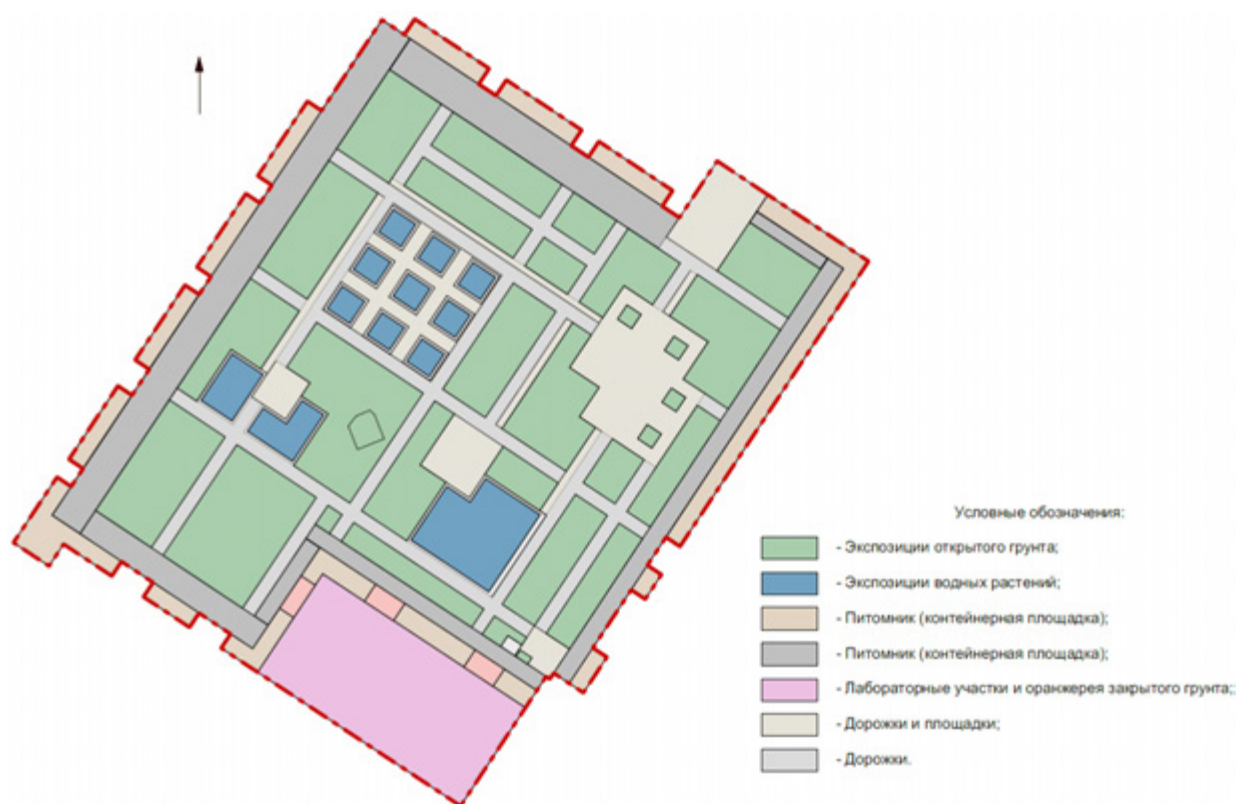 Условные обозначения:
- Экспозиции открытого грунта;
- Экспозиции водных растений;
- Питомник (контейнерная площадка);
- Питомник (контейнерная площадка);
- Лабораторные участки и оранжерея закрытого грунта;;
- Дорожки и площадки;
- Дорожки.